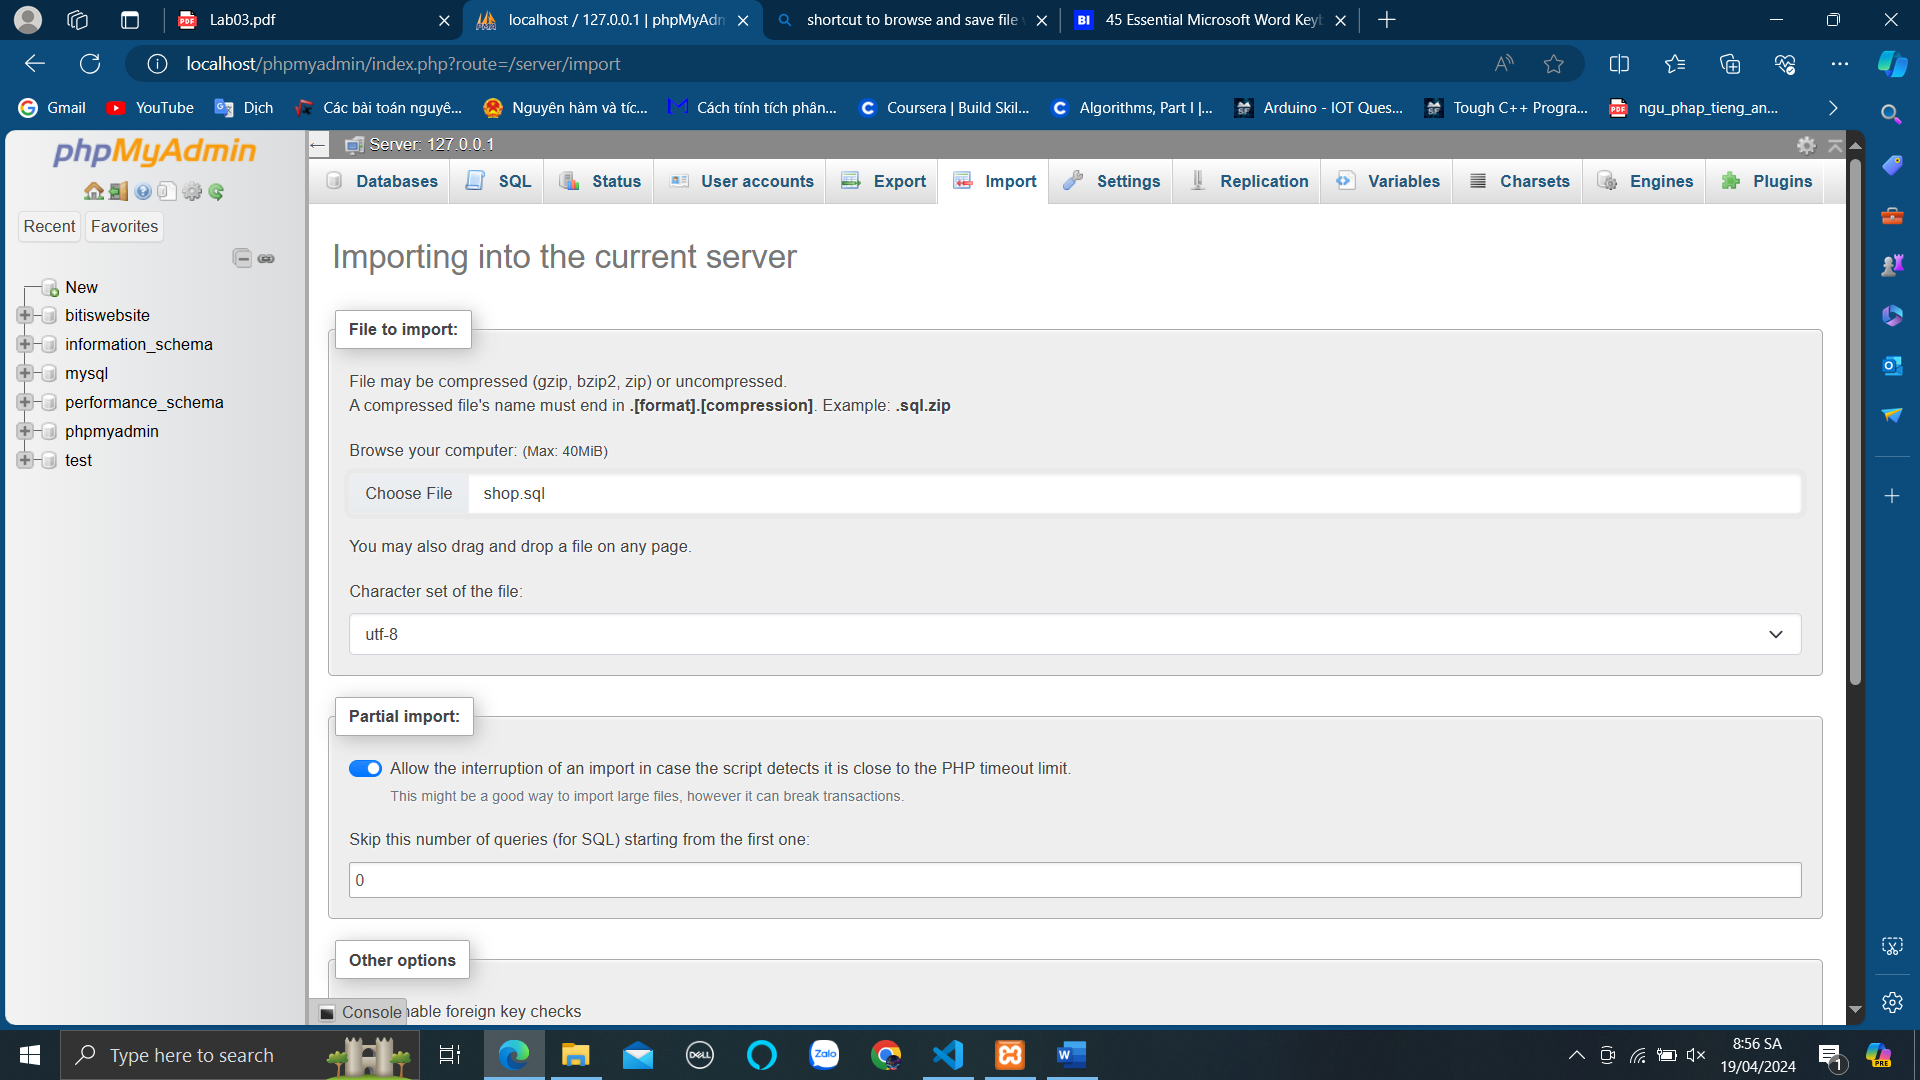 Lab03.pdf
localhost / 127.0.0.1 | phpMyAdn
shortcut to browse and save file
BI 45 Essential Microsoft Word Keyb
localhost/phpmyadmin/index.php?route=/server/import
Gmail
YouTube
Dịch
Các bài toán nguyê...
Nguyên hàm và tíc...
Cách tính tích phân...
Coursera | Build Skil...
Algorithms, Part I |...
Arduino - IOT Ques...
Tough C++ Progra...
ngu_phap_tieng_an...
phpMyAdmin
Recent
Favorites
New
bitiswebsite
information_schema
mysql
performance_schema
phpmyadmin
test
Server: 127.0.0.1
Databases
SQL
Status
User accounts
Export
Import
Settings
Replication
Variables
Charsets
Engines
Plugins
Importing into the current server
File to import:
File may be compressed (gzip, bzip2, zip) or uncompressed.
A compressed file's name must end in .[format].[compression]. Example: .sql.zip
Browse your computer: (Max: 40MiB)
Choose File
shop.sql
You may also drag and drop a file on any page.
Character set of the file:
utf-8
Partial import:
Allow the interruption of an import in case the script detects it is close to the PHP timeout limit.
This might be a good way to import large files, however it can break transactions.
Skip this number of queries (for SQL) starting from the first one:
0
Other options
Console
nable foreign key checks
Type here to search
DELL
Zalo
8:56 SA
19/04/2024
1
PRE